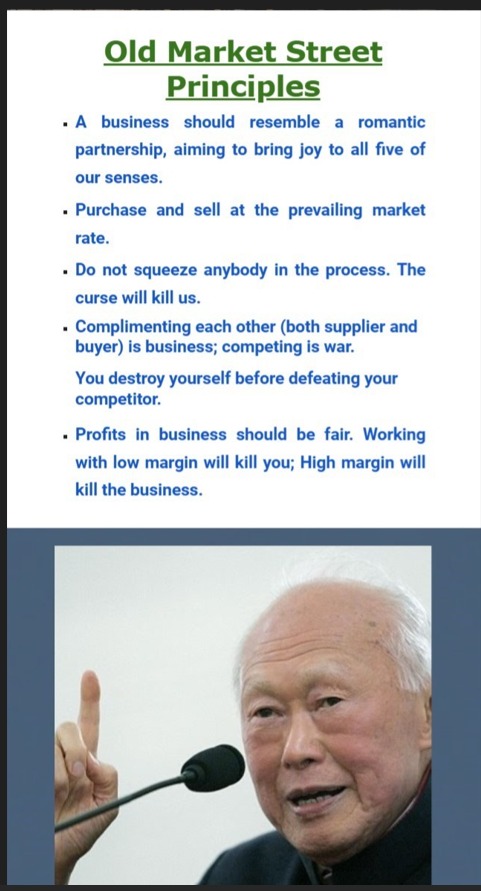 Old Market Street
Principles
▪ A business should resemble a romantic
partnership, aiming to bring joy to all five of
our senses.
▪ Purchase and sell at the prevailing market
rate.
▪ Do not squeeze anybody in the process. The
curse will kill us.
▪ Complimenting each other (both supplier and
buyer) is business; competing is war.
You destroy yourself before defeating your
competitor.
▪ Profits in business should be fair. Working
with low margin will kill you; High margin will
kill the business.